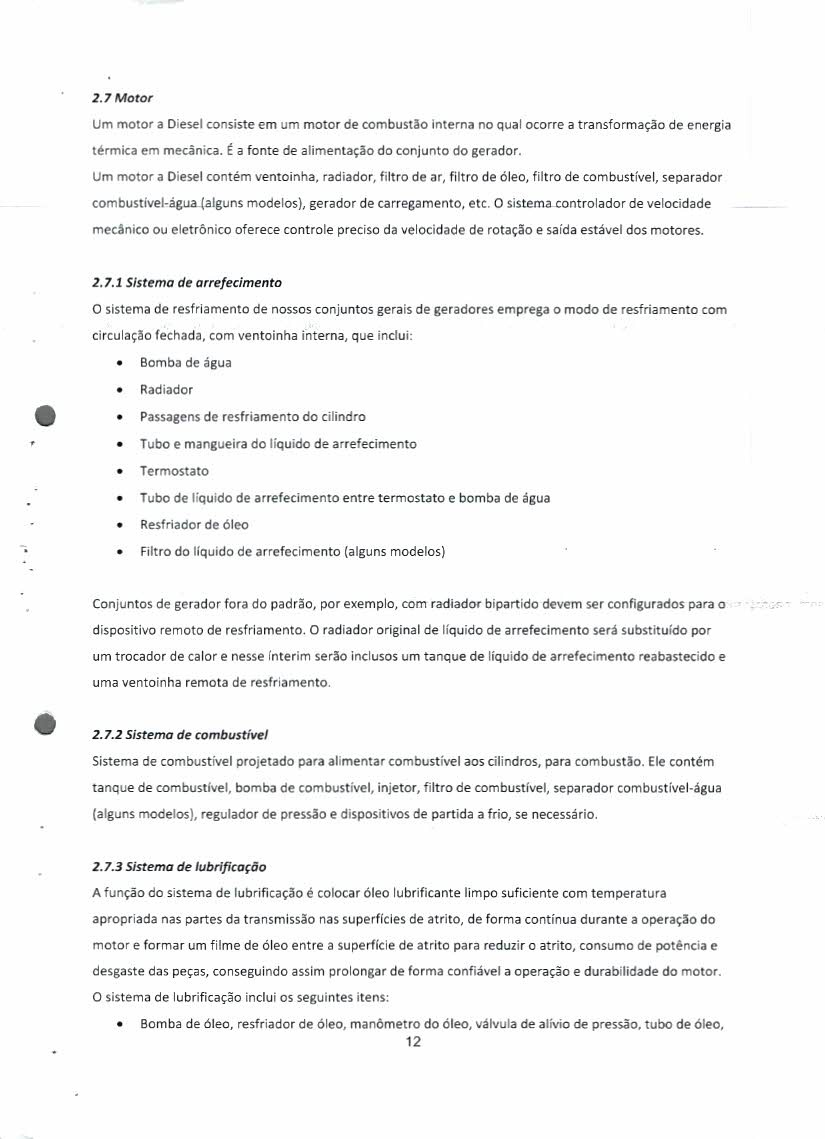 2.7 Motor
Um motor a Diesel consiste em um motor de combustão interna no qual ocorre a transformação de energia
térmica em mecânica. É a fonte de alimentação do conjunto do gerador.
Um motor a Diesel contém ventoinha, radiador, filtro de ar, filtro de óleo, filtro de combustível, separador
combustível-água (alguns modelos), gerador de carregamento, etc. O sistema controlador de velocidade
mecânico ou eletrônico oferece controle preciso da velocidade de rotação e saída estável dos motores.
2.7.1 Sistema de arrefecimento
O sistema de resfriamento de nossos conjuntos gerais de geradores emprega o modo de resfriamento com
circulação fechada, com ventoinha interna, que inclui:
• Bomba de água
• Radiador
• Passagens de resfriamento do cilindro
• Tubo e mangueira do líquido de arrefecimento
• Termostato
• Tubo de líquido de arrefecimento entre termostato e bomba de água
• Resfriador de óleo
• Filtro do líquido de arrefecimento (alguns modelos)
Conjuntos de gerador fora do padrão, por exemplo, com radiador bipartido devem ser configurados para o
dispositivo remoto de resfriamento. O radiador original de líquido de arrefecimento será substituído por
um trocador de calor e nesse ínterim serão inclusos um tanque de líquido de arrefecimento reabastecido e
uma ventoinha remota de resfriamento.
2.7.2 Sistema de combustível
Sistema de combustível projetado para alimentar combustível aos cilindros, para combustão. Ele contém
tanque de combustível, bomba de combustível, injetor, filtro de combustível, separador combustível-água
(alguns modelos), regulador de pressão e dispositivos de partida a frio, se necessário.
2.7.3 Sistema de lubrificação
A função do sistema de lubrificação é colocar óleo lubrificante limpo suficiente com temperatura
apropriada nas partes da transmissão nas superfícies de atrito, de forma contínua durante a operação do
motor e formar um filme de óleo entre a superfície de atrito para reduzir o atrito, consumo de potência e
desgaste das peças, conseguindo assim prolongar de forma confiável a operação e durabilidade do motor.
O sistema de lubrificação inclui os seguintes itens:
• Bomba de óleo, resfriador de óleo, manômetro do óleo, válvula de alívio de pressão, tubo de óleo,
12